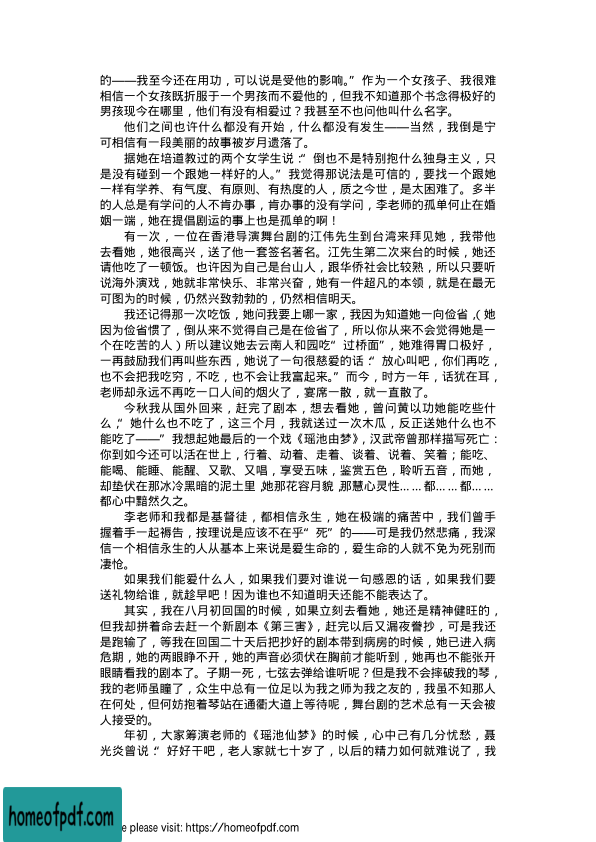 的——我至今还在用功，可以说是受他的影响。”作为一个女孩子、我很难
相信一个女孩既折服于一个男孩而不爱他的，但我不知道那个书念得极好的
男孩现今在哪里，他们有没有相爱过？我甚至不也问他叫什么名字。
他们之间也许什么都没有开始，什么都没有发生——当然，我倒是宁
可相信有一段美丽的故事被岁月遗落了。
据她在培道教过的两个女学生说：“倒也不是特别抱什么独身主义，只
是没有碰到一个跟她一样好的人。”我觉得那说法是可信的，要找一个跟她
一样有学养、有气度、有原则、有热度的人，质之今世，是太困难了。多半
的人总是有学问的人不肯办事，肯办事的没有学问，李老师的孤单何止在婚
姻一端，她在提倡剧运的事上也是孤单的啊！
有一次，一位在香港导演舞台剧的江伟先生到台湾来拜见她，我带他
去看她，她很高兴，送了他一套签名著名。江先生第二次来台的时候，她还
请他吃了一顿饭。也许因为自己是台山人，跟华侨社会比较熟，所以只要听
说海外演戏，她就非常快乐、非常兴奋，她有一件超凡的本领，就是在最无
可图为的时候，仍然兴致勃勃的，仍然相信明天。
我还记得那一次吃饭，她问我要上哪一家，我因为知道她一向俭省，（她
因为俭省惯了，倒从来不觉得自己是在俭省了，所以你从来不会觉得她是一
个在吃苦的人）所以建议她去云南人和园吃“过桥面”，她难得胃口极好，
一再鼓励我们再叫些东西，她说了一句很慈爱的话：“放心叫吧，你们再吃，
也不会把我吃穷，不吃，也不会让我富起来。”而今，时方一年，话犹在耳，
老师却永远不再吃一口人间的烟火了，宴席一散，就一直散了。
今秋我从国外回来，赶完了剧本，想去看她，曾问黄以功她能吃些什
么，“她什么也不吃了，这三个月，我就送过一次木瓜，反正送她什么也不
能吃了——”我想起她最后的一个戏《瑶池由梦》，汉武帝曾那样描写死亡：
你到如今还可以活在世上，行着、动着、走着、谈着、说着、笑着；能吃、
能喝、能睡、能醒、又歌、又唱，享受五味，鉴赏五色，聆听五音，而她，
却垫伏在那冰冷黑暗的泥土里，她那花容月貌，那慧心灵性……都……都……
都心中黯然久之。
李老师和我都是基督徒，都相信永生，她在极端的痛苦中，我们曾手
握着手一起祷告，按理说是应该不在乎“死”的——可是我仍然悲痛，我深
信一个相信永生的人从基本上来说是爱生命的，爱生命的人就不免为死别而
凄怆。
如果我们能爱什么人，如果我们要对谁说一句感恩的话，如果我们要
送礼物给谁，就趁早吧！因为谁也不知道明天还能不能表达了。
其实，我在八月初回国的时候，如果立刻去看她，她还是精神健旺的，
但我却拼着命去赶一个新剧本《第三害》，赶完以后又漏夜誊抄，可是我还
是跑输了，等我在回国二十天后把抄好的剧本带到病房的时候，她已进入病
危期，她的两眼睁不开，她的声音必须伏在胸前才能听到，她再也不能张开
眼睛看我的剧本了。子期一死，七弦去弹给谁听呢？但是我不会摔破我的琴，
我的老师虽瞳了，众生中总有一位足以为我之师为我之友的，我虽不知那人
在何处，但何妨抱着琴站在通衢大道上等待呢，舞台剧的艺术总有一天会被
人接受的。
年初，大家筹演老师的《瑶池仙梦》的时候，心中己有几分忧愁，聂
光炎曾说：“好好干吧，老人家就七十岁了，以后的精力如何就难说了，我
homeofpdf.com
e please visit: https://homeofpdf.com